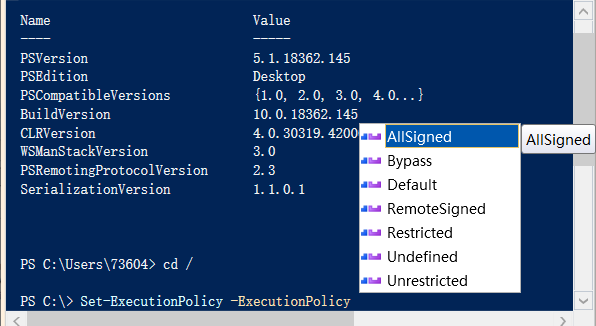 Name                           Value
----                           -----
PSVersion                      5.1.18362.145
PSEdition                      Desktop
PSCompatibleVersions           {1.0, 2.0, 3.0, 4.0...}
BuildVersion                   10.0.18362.145
CLRVersion                     4.0.30319.4200
WSManStackVersion              3.0
PSRemotingProtocolVersion      2.3
SerializationVersion           1.1.0.1
AllSigned
AllSigned
Bypass
Default
RemoteSigned
Restricted
Undefined
Unrestricted
PS C:\Users\73604> cd /
PS C:\> Set-ExecutionPolicy -ExecutionPolicy